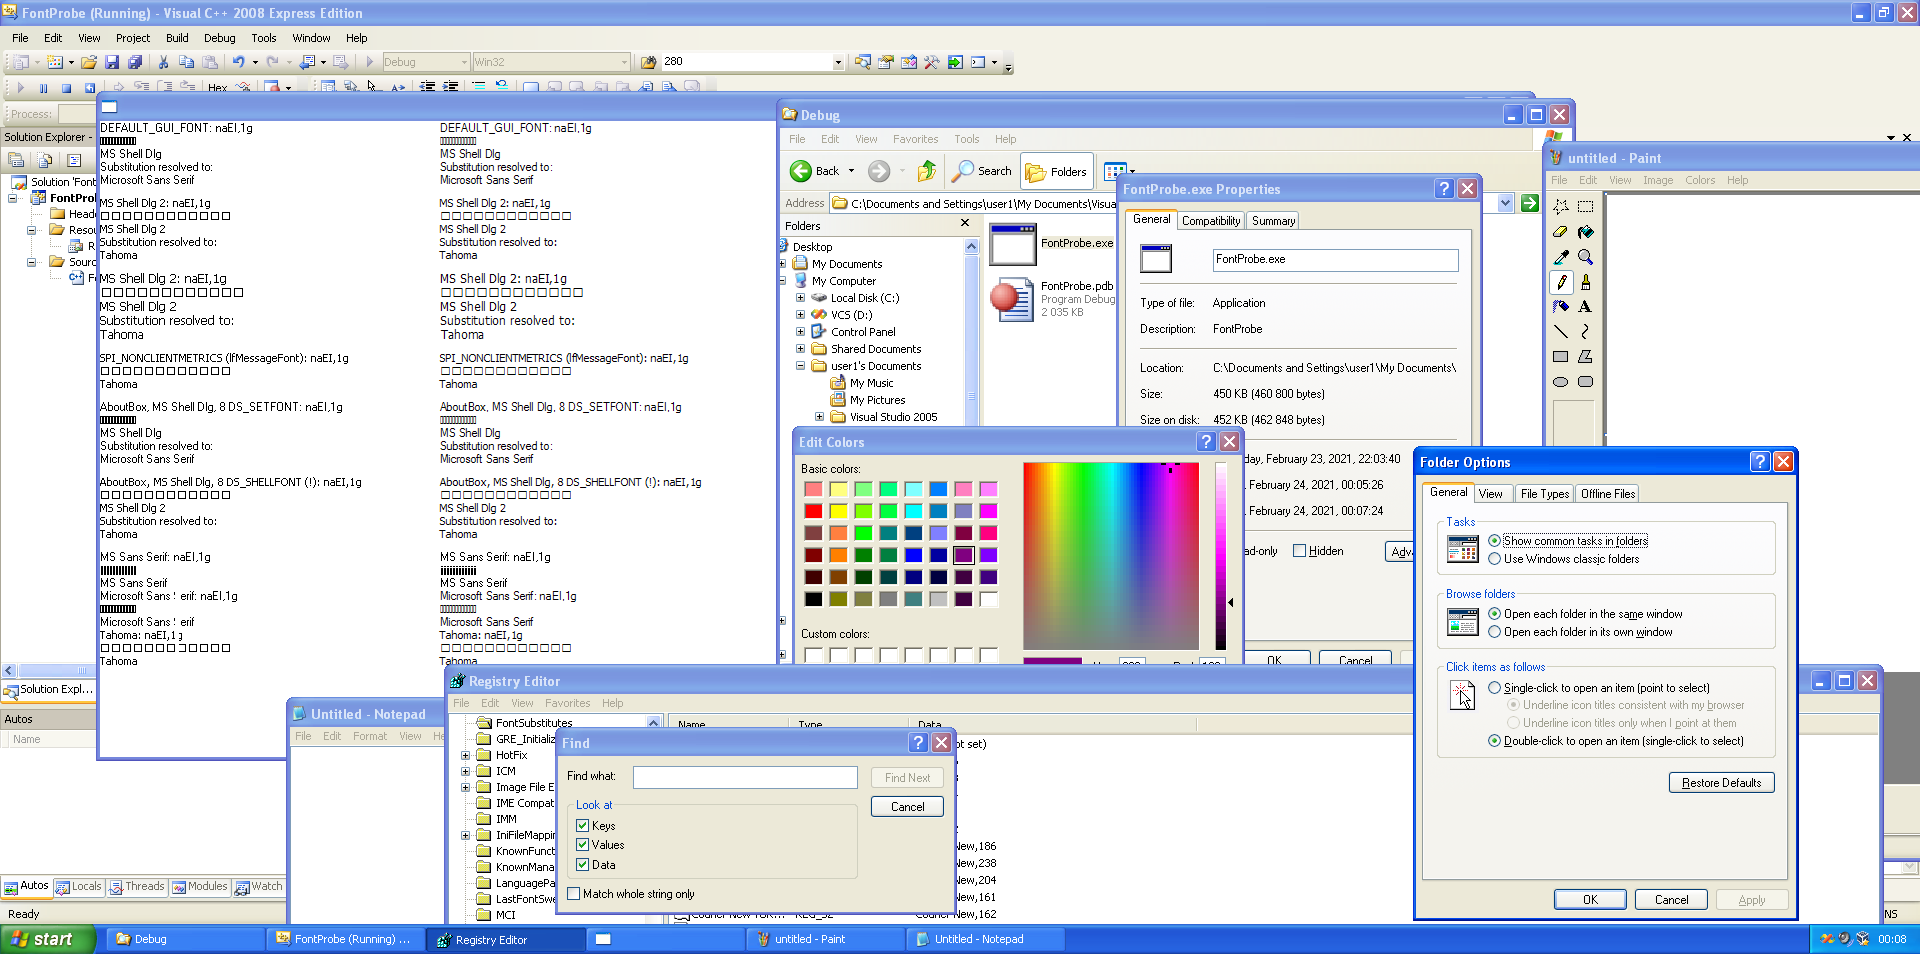 FontProbe (Running) - Visual C++ 2008 Express Edition
File Edit View Project Build Debug Tools Window Help
Debug Win32 280
Hex
Process:
Solution Explorer -
Solution 'Font
FontProl
Head
Resou
R
Sourc
Fo
Solution Expl...
Autos
Name
Autos Locals Threads Modules Watch
Ready
DEFAULT_GUI_FONT: naEI,1g
MS Shell Dlg
Substitution resolved to:
Microsoft Sans Serif
MS Shell Dlg 2: naEI,1g
□□□□□□□□□□□□
MS Shell Dlg 2
Substitution resolved to:
Tahoma
MS Shell Dlg 2: naEI,1g
□□□□□□□□□□□□
MS Shell Dlg 2
Substitution resolved to:
Tahoma
SPI_NONCLIENTMETRICS (lfMessageFont): naEI,1g
□□□□□□□□□□□□
Tahoma
AboutBox, MS Shell Dlg, 8 DS_SETFONT: naEI,1g
MS Shell Dlg
Substitution resolved to:
Microsoft Sans Serif
AboutBox, MS Shell Dlg, 8 DS_SHELLFONT (!): naEI,1g
□□□□□□□□□□□□
MS Shell Dlg 2
Substitution resolved to:
Tahoma
MS Sans Serif: naEI,1g
MS Sans Serif
Microsoft Sans Serif: naEI,1g
Microsoft Sans Serif
Tahoma: naEI,1g
□□□□□□□□□□□□
Tahoma
DEFAULT_GUI_FONT: naEI,1g
MS Shell Dlg
Substitution resolved to:
Microsoft Sans Serif
MS Shell Dlg 2: naEI,1g
□□□□□□□□□□□□
MS Shell Dlg 2
Substitution resolved to:
Tahoma
MS Shell Dlg 2: naEI,1g
□□□□□□□□□□□□
MS Shell Dlg 2
Substitution resolved to:
Tahoma
SPI_NONCLIENTMETRICS (lfMessageFont): naEI,1g
□□□□□□□□□□□□
Tahoma
AboutBox, MS Shell Dlg, 8 DS_SETFONT: naEI,1g
MS Shell Dlg
Substitution resolved to:
Microsoft Sans Serif
AboutBox, MS Shell Dlg, 8 DS_SHELLFONT (!): naEI,1g
□□□□□□□□□□□□
MS Shell Dlg 2
Substitution resolved to:
Tahoma
MS Sans Serif: naEI,1g
MS Sans Serif
Microsoft Sans Serif: naEI,1g
Microsoft Sans Serif
Tahoma: naEI,1g
□□□□□□□□□□□□
Tahoma
Debug
File Edit View Favorites Tools Help
Back Search Folders
Address C:\Documents and Settings\user1\My Documents\Visua
Folders
Desktop
My Documents
My Computer
Local Disk (C:)
VCS (D:)
Control Panel
Shared Documents
user1's Documents
My Music
My Pictures
Visual Studio 2005
FontProbe.exe
FontProbe.pdb
Program Debug
2 035 KB
FontProbe.exe Properties
General Compatibility Summary
FontProbe.exe
Type of file: Application
Description: FontProbe
Location: C:\Documents and Settings\user1\My Documents\
Size: 450 KB (460 800 bytes)
Size on disk: 452 KB (462 848 bytes)
day, February 23, 2021, 22:03:40
, February 24, 2021, 00:05:26
, February 24, 2021, 00:07:24
ad-only Hidden Adv
OK Cancel
untitled - Paint
File Edit View Image Colors Help
Edit Colors
Basic colors:
Custom colors:
Folder Options
General View File Types Offline Files
Tasks
Show common tasks in folders
Use Windows classic folders
Browse folders
Open each folder in the same window
Open each folder in its own window
Click items as follows
Single-click to open an item (point to select)
Underline icon titles consistent with my browser
Underline icon titles only when I point at them
Double-click to open an item (single-click to select)
Restore Defaults
OK Cancel Apply
Untitled - Notepad
File Edit Format View He
Registry Editor
File Edit View Favorites Help
FontSubstitutes
GRE_Initializ
HotFix
ICM
Image File E
IME Compat
IMM
IniFileMappin
KnownFunct
KnownMana
LanguagePa
LastFontSwe
MCI
Name Type Data
ot set)
New,186
New,238
New,204
New,161
Courier New,162
Find
Find what: Find Next
Cancel
Look at
Keys
Values
Data
Match whole string only
NS
start Debug FontProbe (Running) ... Registry Editor untitled - Paint Untitled - Notepad 00:08